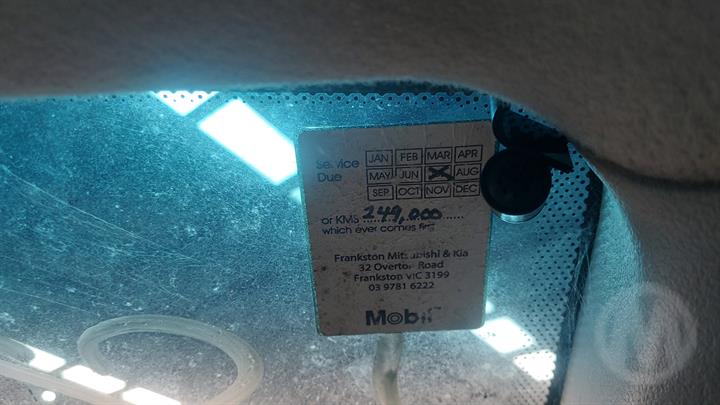 Service JAN FEB MAR APR
Due MAY JUN AUG
SEP OCT NOV DEC
or KMS 249,000
which ever comes first
Frankston Mitsubishi & Kia
32 Overton Road
Frankston VIC 3199
03 9781 6222
Mobil